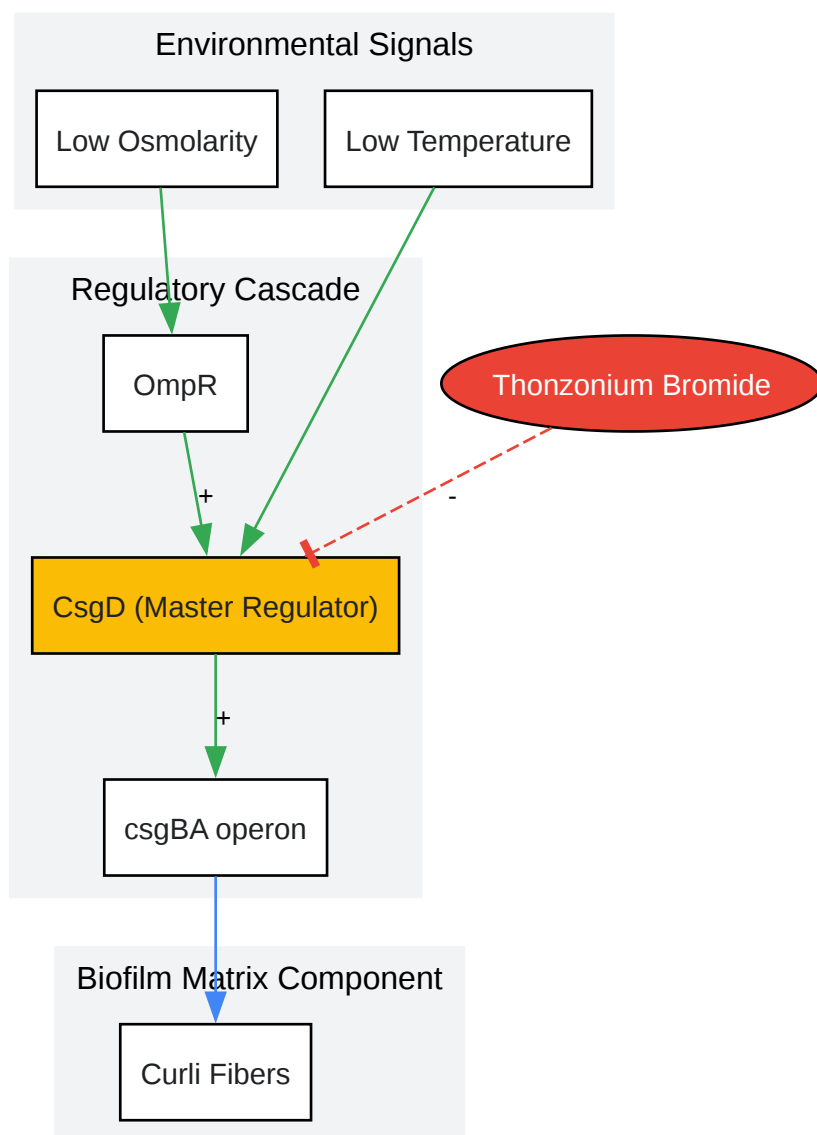 Environmental Signals
Low Osmolarity
Low Temperature
Regulatory Cascade
OmpR
Thonzonium Bromide
+
-
CsgD (Master Regulator)
+
csgBA operon
Biofilm Matrix Component
Curli Fibers